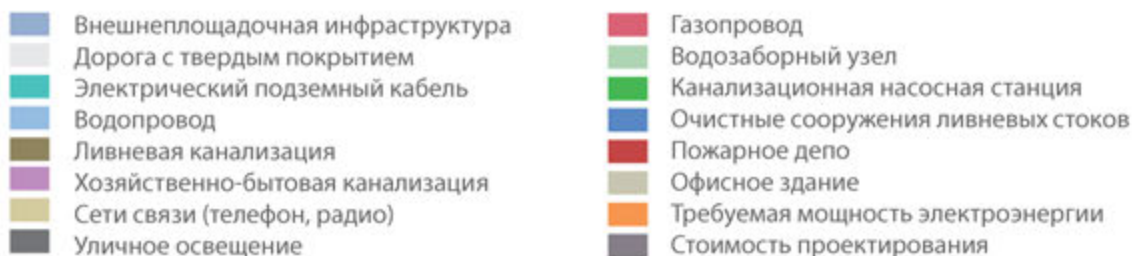 Внешнеплощадочная инфраструктура
Дорога с твердым покрытием
Электрический подземный кабель
Водопровод
Ливневая канализация
Хозяйственно-бытовая канализация
Сети связи (телефон, радио)
Уличное освещение
Газопровод
Водозаборный узел
Канализационная насосная станция
Очистные сооружения ливневых стоков
Пожарное депо
Офисное здание
Требуемая мощность электроэнергии
Стоимость проектирования